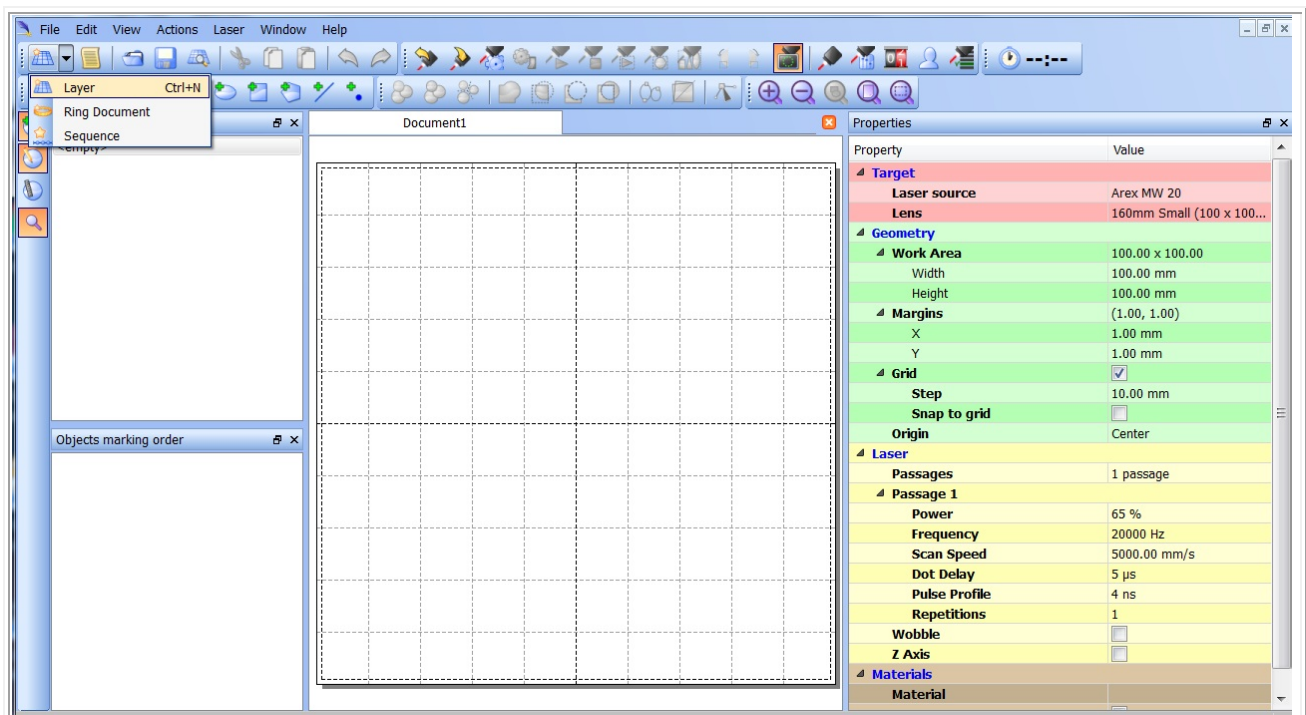 File Edit View Actions Laser Window Help
--:--
Layer Ctrl+N
Ring Document
Sequence
<empty>
Document1
Properties
Property Value
Target
Laser source Arex MW 20
Lens 160mm Small (100 x 100...
Geometry
Work Area 100.00 x 100.00
Width 100.00 mm
Height 100.00 mm
Margins (1.00, 1.00)
X 1.00 mm
Y 1.00 mm
Grid
Step 10.00 mm
Snap to grid
Origin Center
Objects marking order
Laser
Passages 1 passage
Passage 1
Power 65 %
Frequency 20000 Hz
Scan Speed 5000.00 mm/s
Dot Delay 5 µs
Pulse Profile 4 ns
Repetitions 1
Wobble
Z Axis
Materials
Material